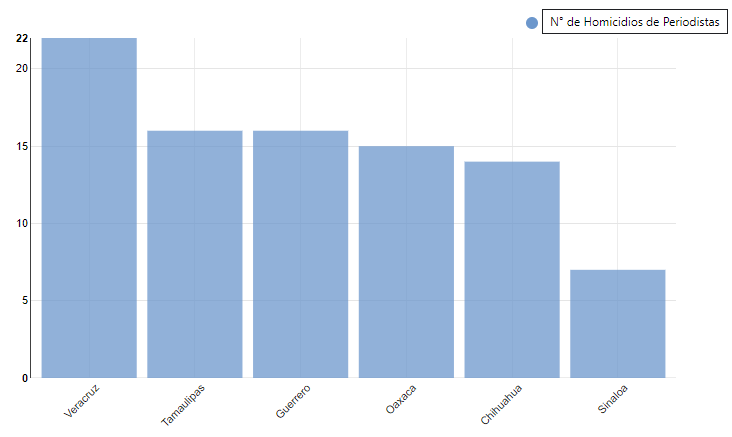 N° de Homicidios de Periodistas
22
20
15
10
5
0
Veracruz
Tamaulipas
Guerrero
Oaxaca
Chihuahua
Sinaloa